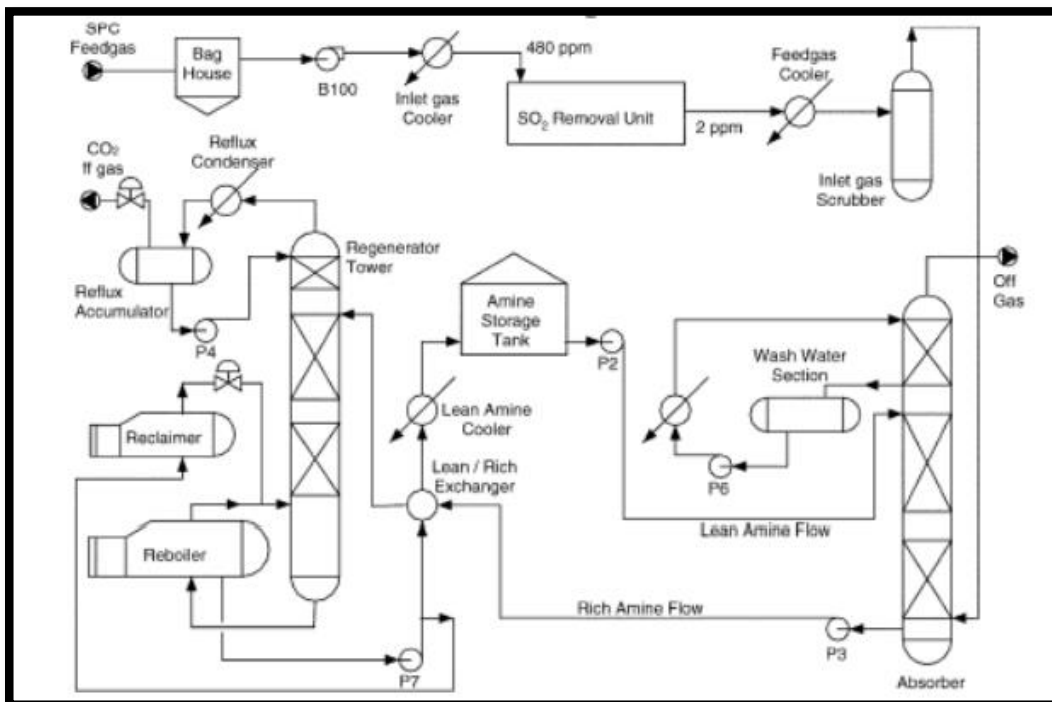 SPC
Feedgas
Bag
House
B100
Inlet gas
Cooler
480 ppm
SO₂ Removal Unit
2 ppm
Feedgas
Cooler
Inlet gas
Scrubber
CO₂
ff gas
Reflux
Condenser
Reflux
Accumulator
P4
Regenerator
Tower
Amine
Storage
Tank
P2
Wash Water
Section
Off
Gas
Reclaimer
Lean Amine
Cooler
Lean / Rich
Exchanger
P6
Lean Amine Flow
Reboiler
Rich Amine Flow
P7
P3
Absorber